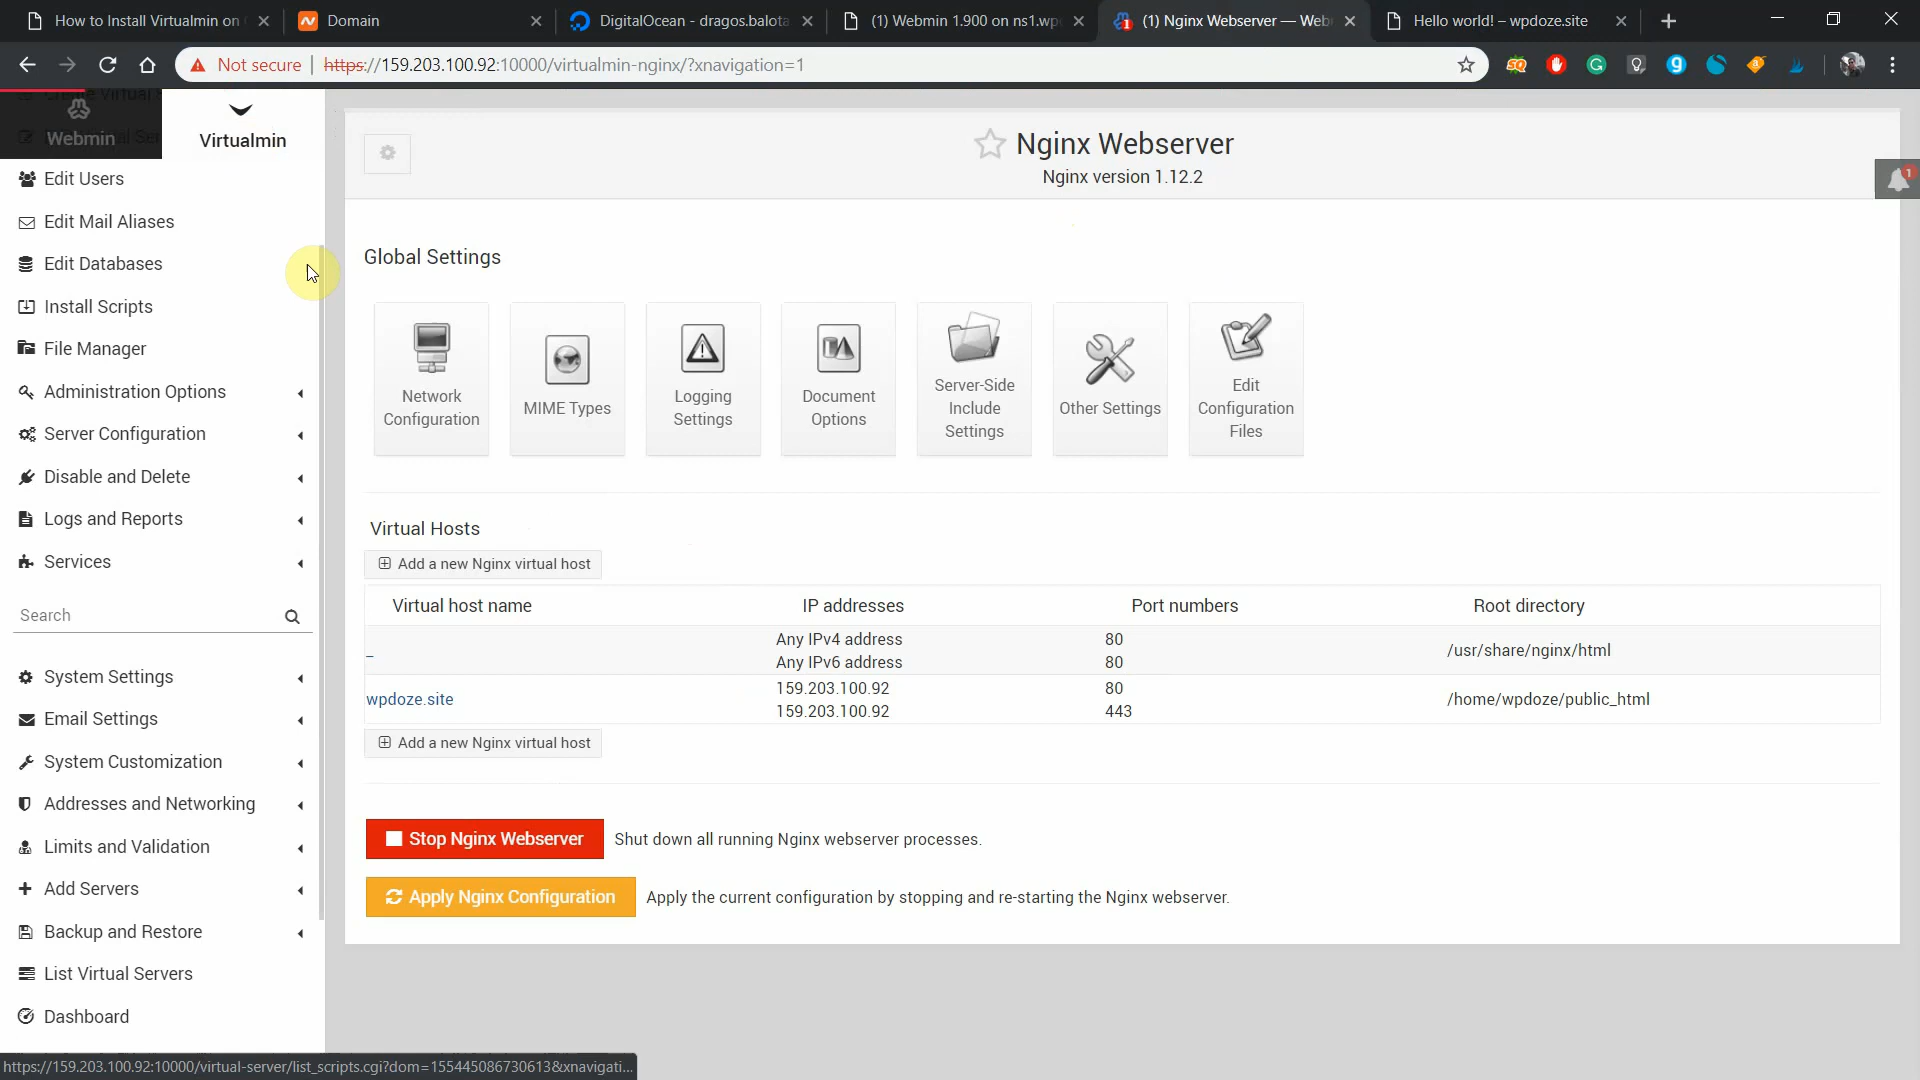 How to Install Virtualmin on
Domain
DigitalOcean - dragos.balota
(1) Webmin 1.900 on ns1.wp
(1) Nginx Webserver — Web
Hello world! – wpdoze.site
Not secure
https://159.203.100.92:10000/virtualmin-nginx/?xnavigation=1
Webmin
Virtualmin
Edit Users
Edit Mail Aliases
Edit Databases
Install Scripts
File Manager
Administration Options
Server Configuration
Disable and Delete
Logs and Reports
Services
Search
System Settings
Email Settings
System Customization
Addresses and Networking
Limits and Validation
Add Servers
Backup and Restore
List Virtual Servers
Dashboard
https://159.203.100.92:10000/virtual-server/list_scripts.cgi?dom=155445086730613&xnavigati...
Nginx Webserver
Nginx version 1.12.2
1
Global Settings
Network
Configuration
MIME Types
Logging
Settings
Document
Options
Server-Side
Include
Settings
Other Settings
Edit
Configuration
Files
Virtual Hosts
Add a new Nginx virtual host
Virtual host name IP addresses Port numbers Root directory
_ Any IPv4 address 80 /usr/share/nginx/html
Any IPv6 address 80
wpdoze.site 159.203.100.92 80 /home/wpdoze/public_html
159.203.100.92 443
Add a new Nginx virtual host
Stop Nginx Webserver Shut down all running Nginx webserver processes.
Apply Nginx Configuration Apply the current configuration by stopping and re-starting the Nginx webserver.